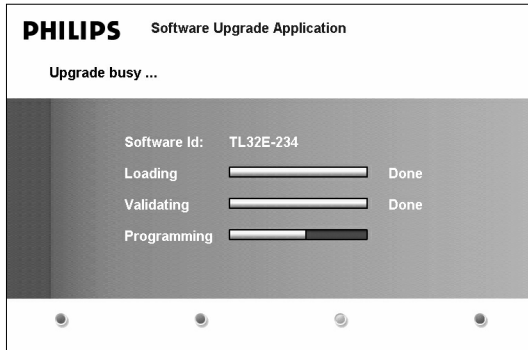 PHILIPS Software Upgrade Application
Upgrade busy ...
Software Id: TL32E-234
Loading Done
Validating Done
Programming